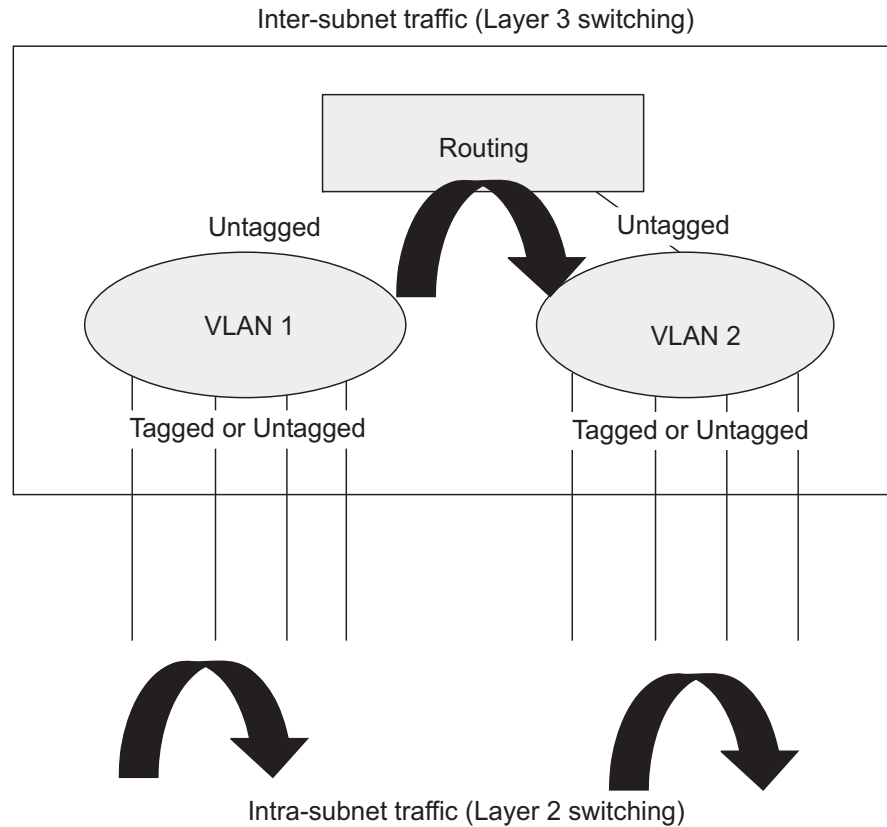 Inter-subnet traffic (Layer 3 switching)
Routing
Untagged
Untagged
VLAN 1
VLAN 2
Tagged or Untagged
Tagged or Untagged
Intra-subnet traffic (Layer 2 switching)